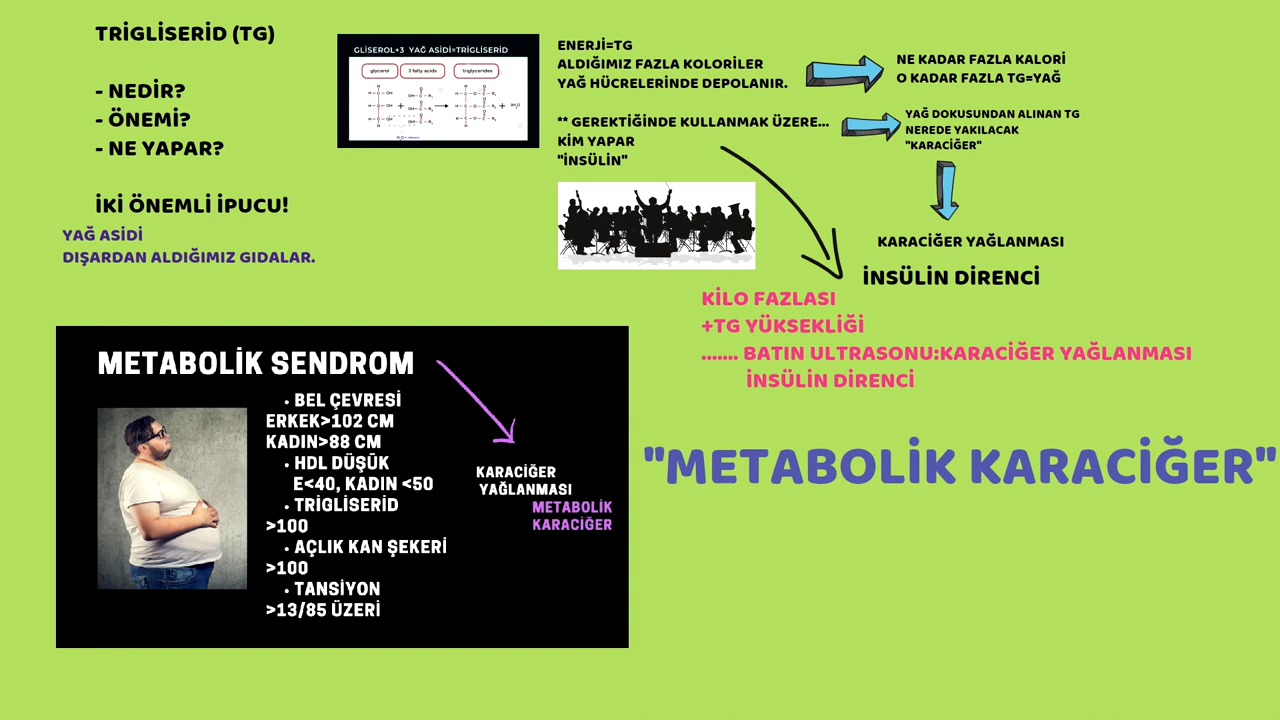 TRİGLİSERİD (TG)
- NEDİR?
- ÖNEMİ?
- NE YAPAR?
İKİ ÖNEMLİ İPUCU!
YAĞ ASİDİ
DIŞARDAN ALDIĞIMIZ GIDALAR.
GLİSEROL+3 YAĞ ASİDİ=TRİGLİSERİD
glycerol
3 fatty acids
triglycerides
ENERJİ=TG
ALDIĞIMIZ FAZLA KOLORİLER
YAĞ HÜCRELERİNDE DEPOLANIR.
** GEREKTİĞİNDE KULLANMAK ÜZERE...
KİM YAPAR
"İNSÜLİN"
NE KADAR FAZLA KALORİ
O KADAR FAZLA TG=YAĞ
YAĞ DOKUSUNDAN ALINAN TG
NEREDE YAKILACAK
"KARACİĞER"
KARACİĞER YAĞLANMASI
İNSÜLİN DİRENCİ
KİLO FAZLASI
+TG YÜKSEKLİĞİ
....... BATIN ULTRASONU:KARACİĞER YAĞLANMASI
İNSÜLİN DİRENCİ
METABOLİK SENDROM
• BEL ÇEVRESİ
ERKEK>102 CM
KADIN>88 CM
• HDL DÜŞÜK
E<40, KADIN <50
• TRİGLİSERİD
>100
• AÇLIK KAN ŞEKERİ
>100
• TANSİYON
>13/85 ÜZERİ
KARACİĞER
YAĞLANMASI
METABOLİK
KARACİĞER
"METABOLİK KARACİĞER"